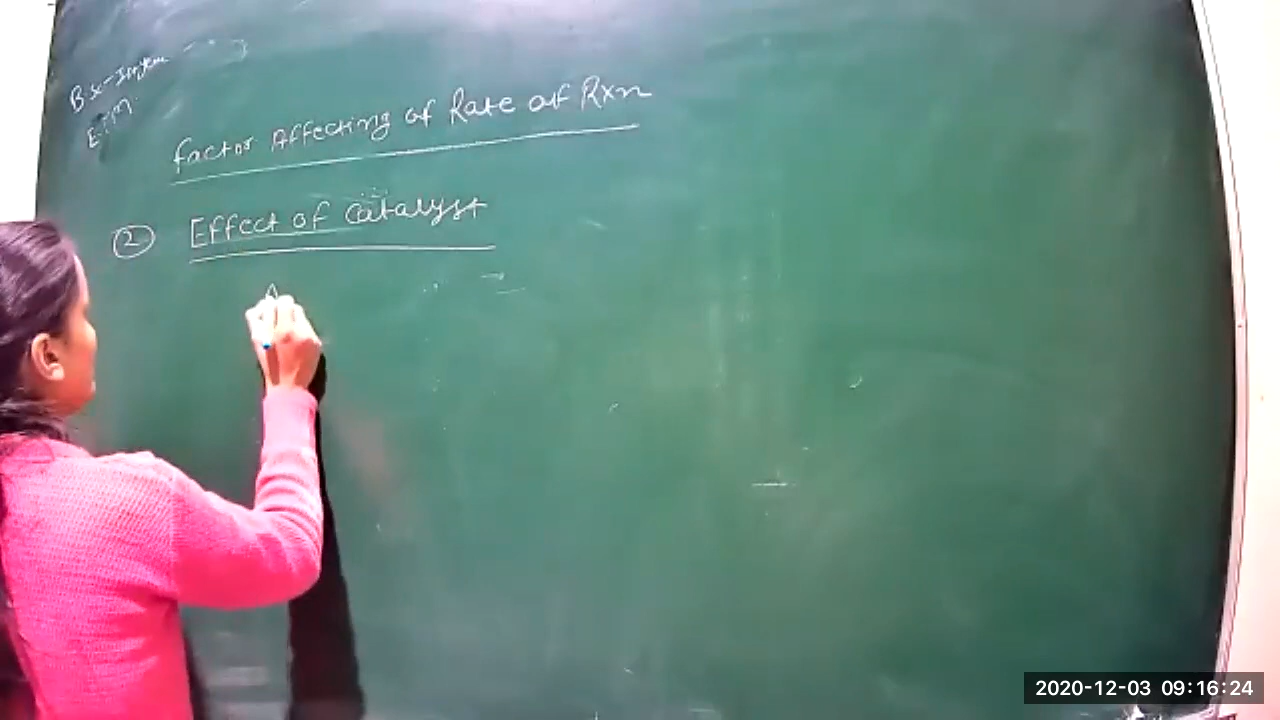 Factor Affecting of Rate of Rxn
② Effect of Catalyst
A
2020-12-03 09:16:24